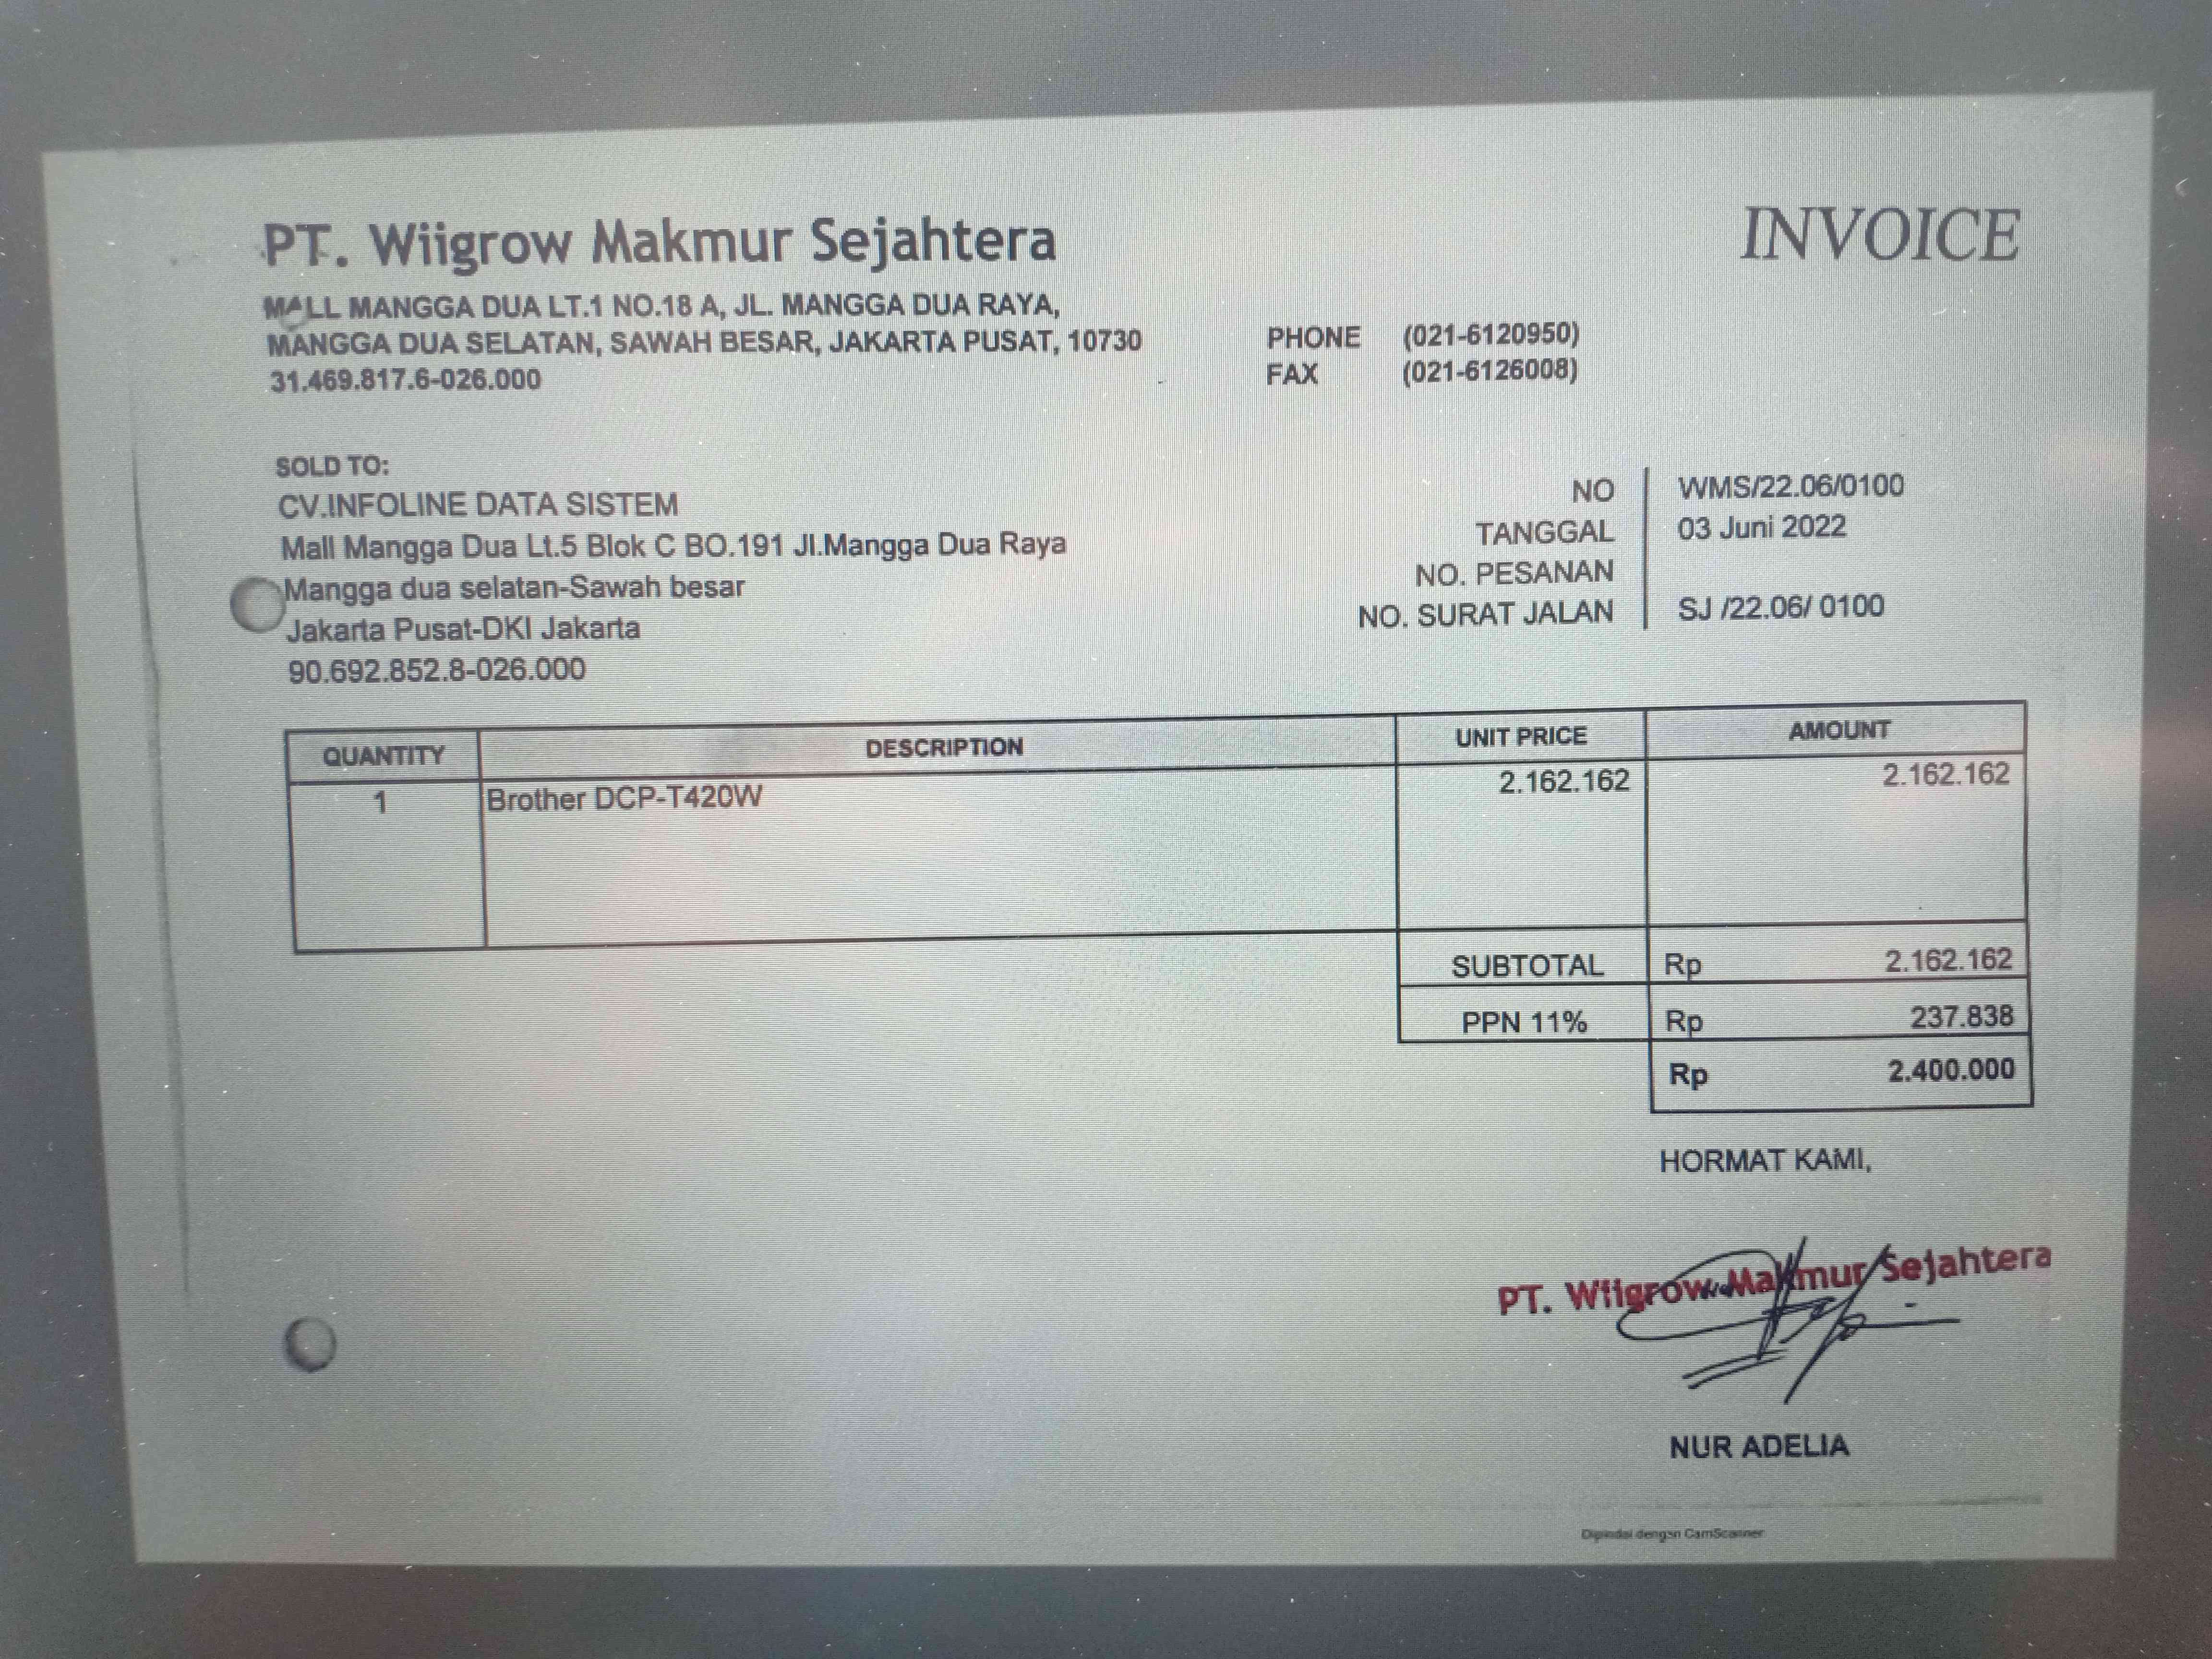 PT. Wiigrow Makmur Sejahtera
INVOICE
MALL MANGGA DUA LT.1 NO.18 A, JL. MANGGA DUA RAYA,
MANGGA DUA SELATAN, SAWAH BESAR, JAKARTA PUSAT, 10730
31.469.817.6-026.000
PHONE (021-6120950)
FAX (021-6126008)
SOLD TO:
CV.INFOLINE DATA SISTEM
Mall Mangga Dua Lt.5 Blok C BO.191 Jl.Mangga Dua Raya
Mangga dua selatan-Sawah besar
Jakarta Pusat-DKI Jakarta
90.692.852.8-026.000
NO WMS/22.06/0100
TANGGAL 03 Juni 2022
NO. PESANAN
NO. SURAT JALAN SJ /22.06/ 0100
QUANTITY DESCRIPTION UNIT PRICE AMOUNT
1 Brother DCP-T420W 2.162.162 2.162.162
SUBTOTAL Rp 2.162.162
PPN 11% Rp 237.838
Rp 2.400.000
HORMAT KAMI,
PT. Wiigrow Makmur Sejahtera
NUR ADELIA
Dipindai dengan CamScanner